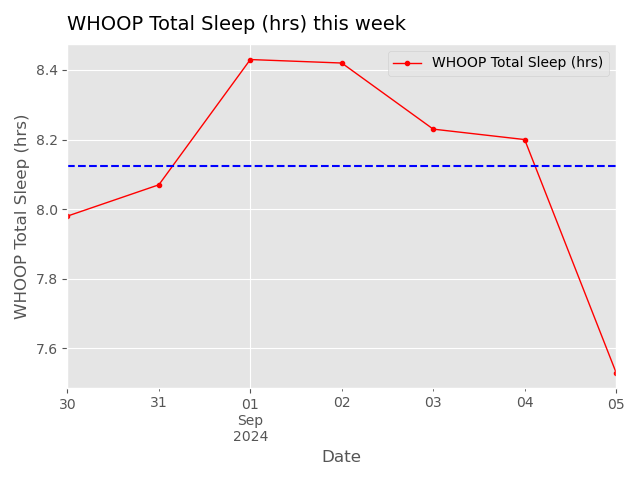 WHOOP Total Sleep (hrs) this week
WHOOP Total Sleep (hrs)
WHOOP Total Sleep (hrs)
8.4
8.2
8.0
7.8
7.6
30 31 01 02 03 04 05
Sep
2024
Date